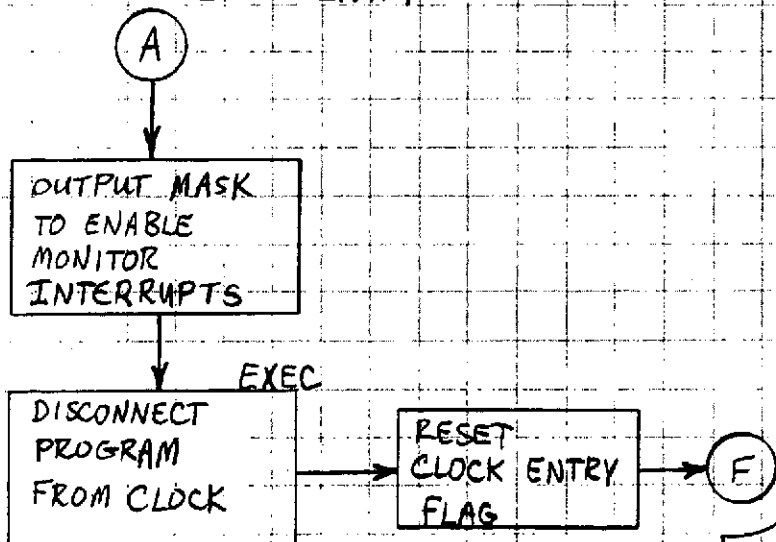 A
OUTPUT MASK
TO ENABLE
MONITOR
INTERRUPTS
EXEC
DISCONNECT
PROGRAM
FROM CLOCK
RESET
CLOCK ENTRY
FLAG
F